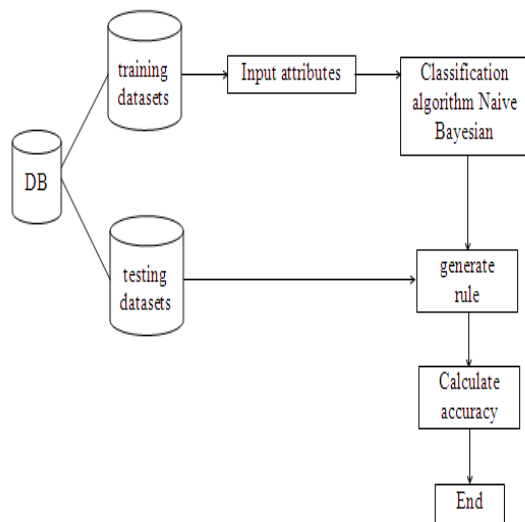 training
datasets
Input attributes
Classification
algorithm Naive
Bayesian
DB
testing
datasets
generate
rule
Calculate
accuracy
End